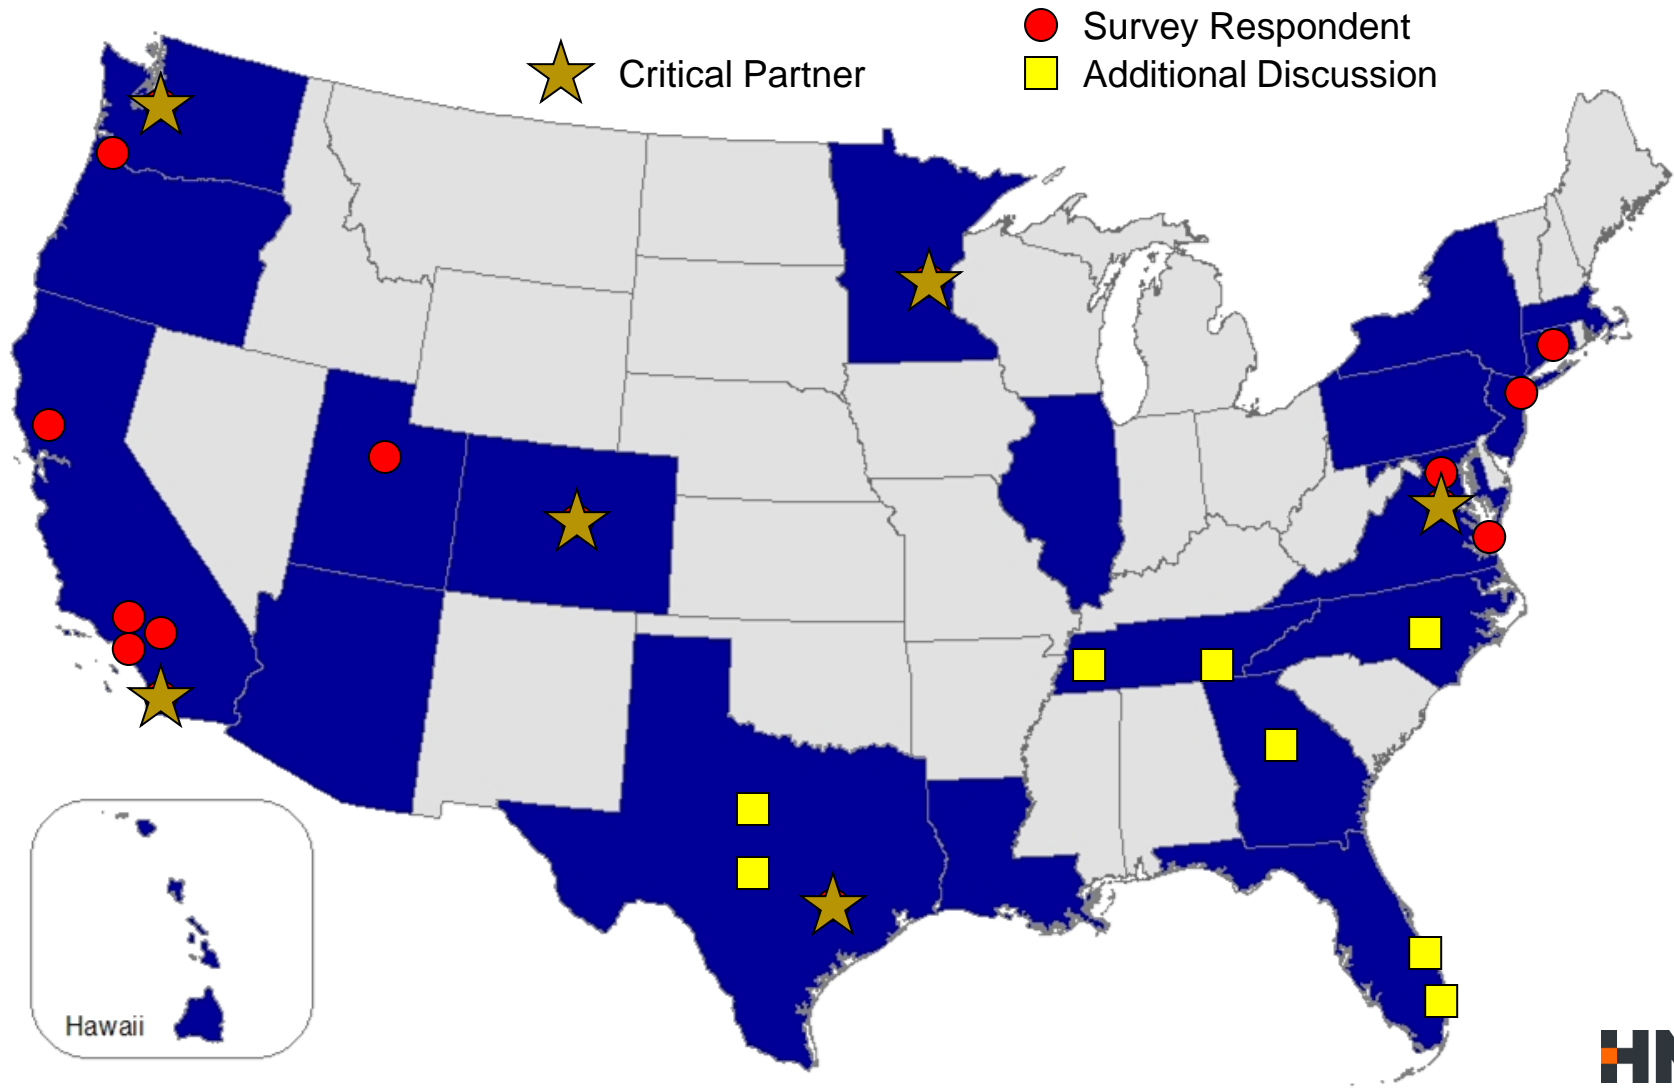 Survey Respondent
Critical Partner
Additional Discussion
Hawaii